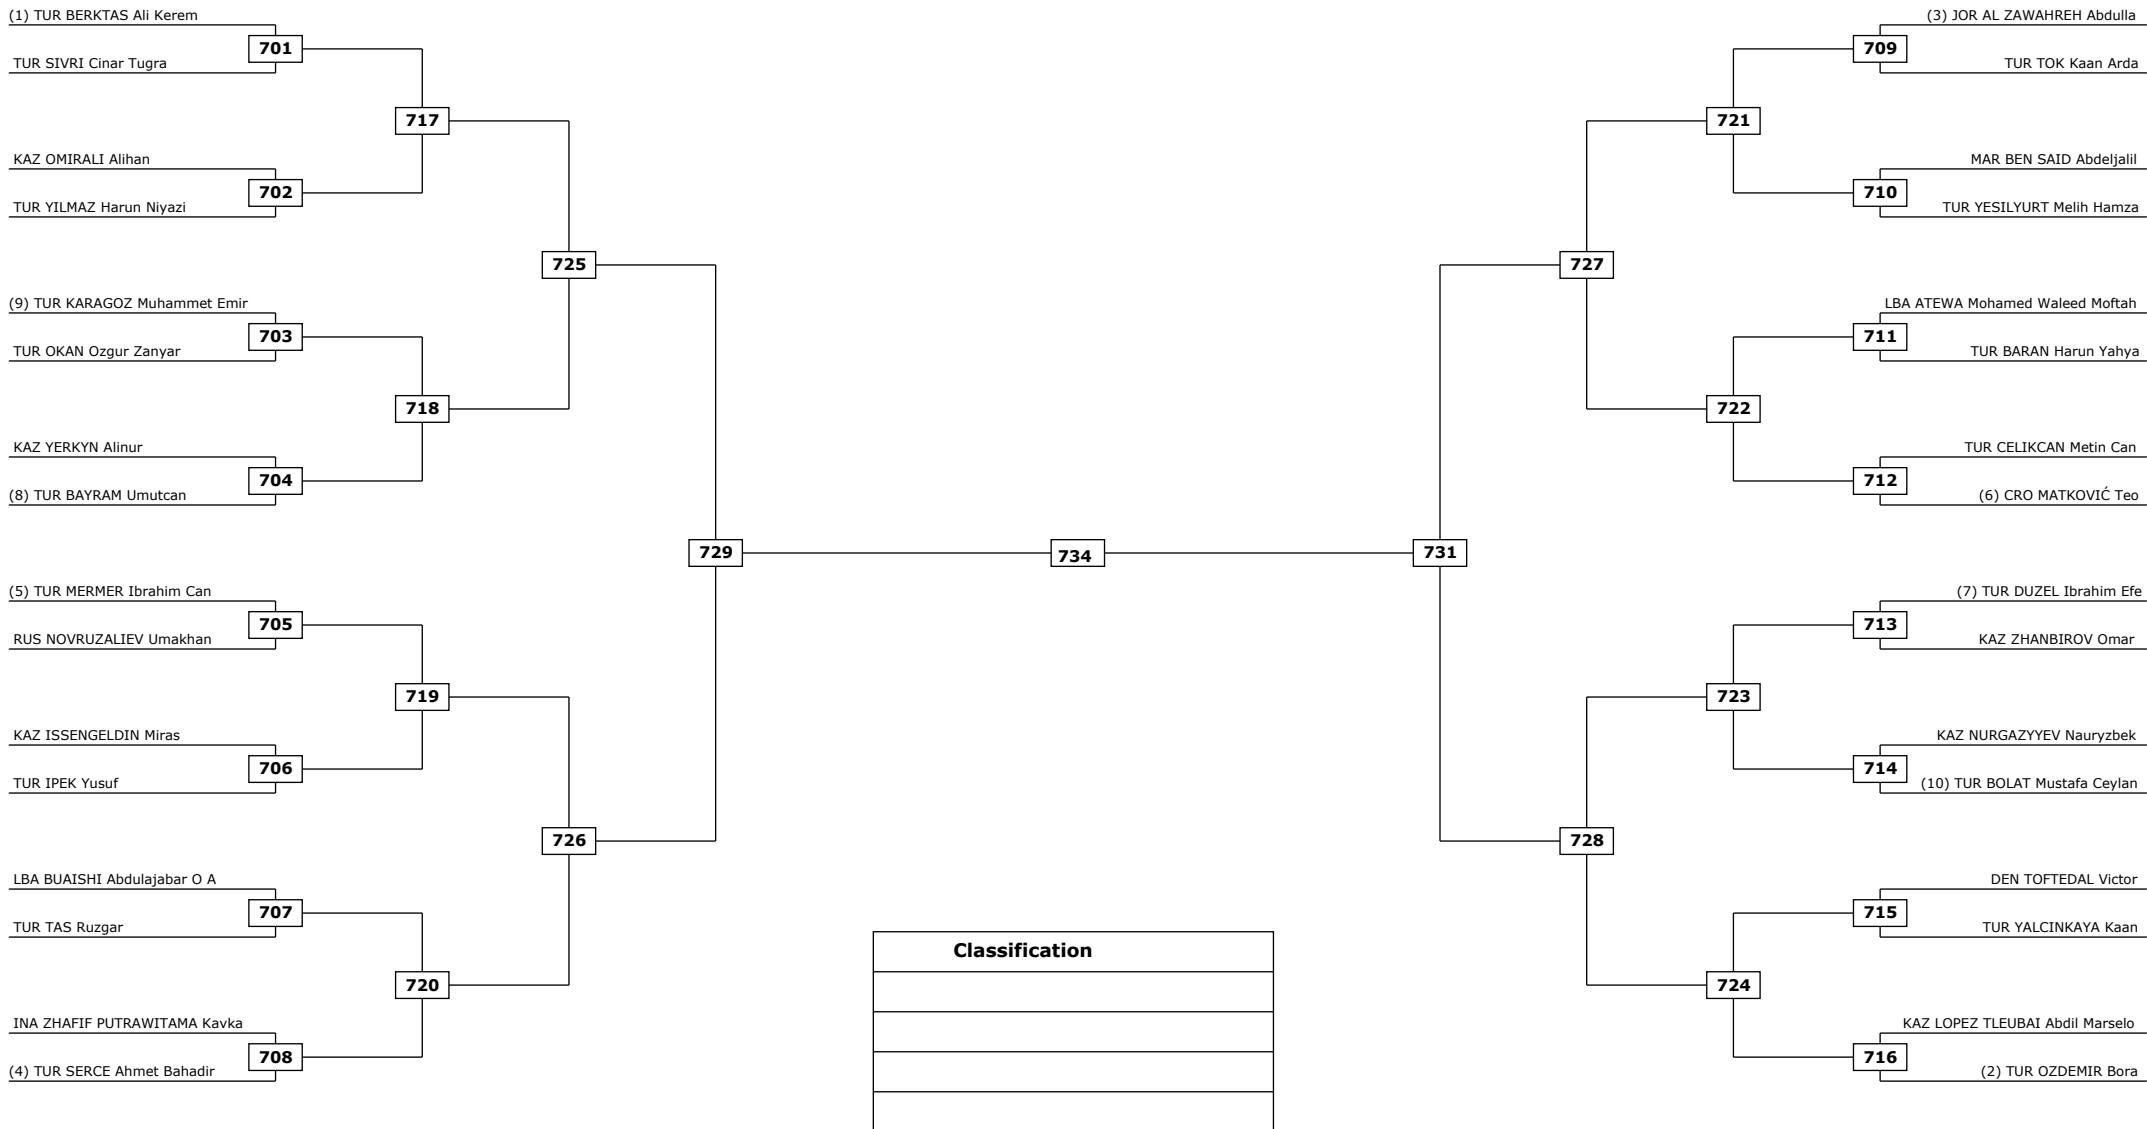 (1) TUR BERKTAS Ali Kerem
701
TUR SIVRI Cinar Tugra
717
KAZ OMIRALI Alihan
702
TUR YILMAZ Harun Niyazi
725
(9) TUR KARAGOZ Muhammet Emir
703
TUR OKAN Ozgur Zanyar
718
KAZ YERKYN Alinur
704
(8) TUR BAYRAM Umutcan
729
(5) TUR MERMER Ibrahim Can
705
RUS NOVRUZALIEV Umakhan
719
KAZ ISSENGELDIN Miras
706
TUR IPEK Yusuf
726
LBA BUAISHI Abdulajabar O A
707
TUR TAS Ruzgar
720
INA ZHAFIF PUTRAWITAMA Kavka
708
(4) TUR SERCE Ahmet Bahadir
734
(3) JOR AL ZAWAHREH Abdulla
709
TUR TOK Kaan Arda
721
MAR BEN SAID Abdeljalil
710
TUR YESILYURT Melih Hamza
727
LBA ATEWA Mohamed Waleed Moftah
711
TUR BARAN Harun Yahya
722
TUR CELIKCAN Metin Can
712
(6) CRO MATKOVIĆ Teo
731
(7) TUR DUZEL Ibrahim Efe
713
KAZ ZHANBIROV Omar
723
KAZ NURGAZYYEV Nauryzbek
714
(10) TUR BOLAT Mustafa Ceylan
728
DEN TOFTEDAL Victor
715
TUR YALCINKAYA Kaan
724
KAZ LOPEZ TLEUBAI Abdil Marselo
716
(2) TUR OZDEMIR Bora
Classification